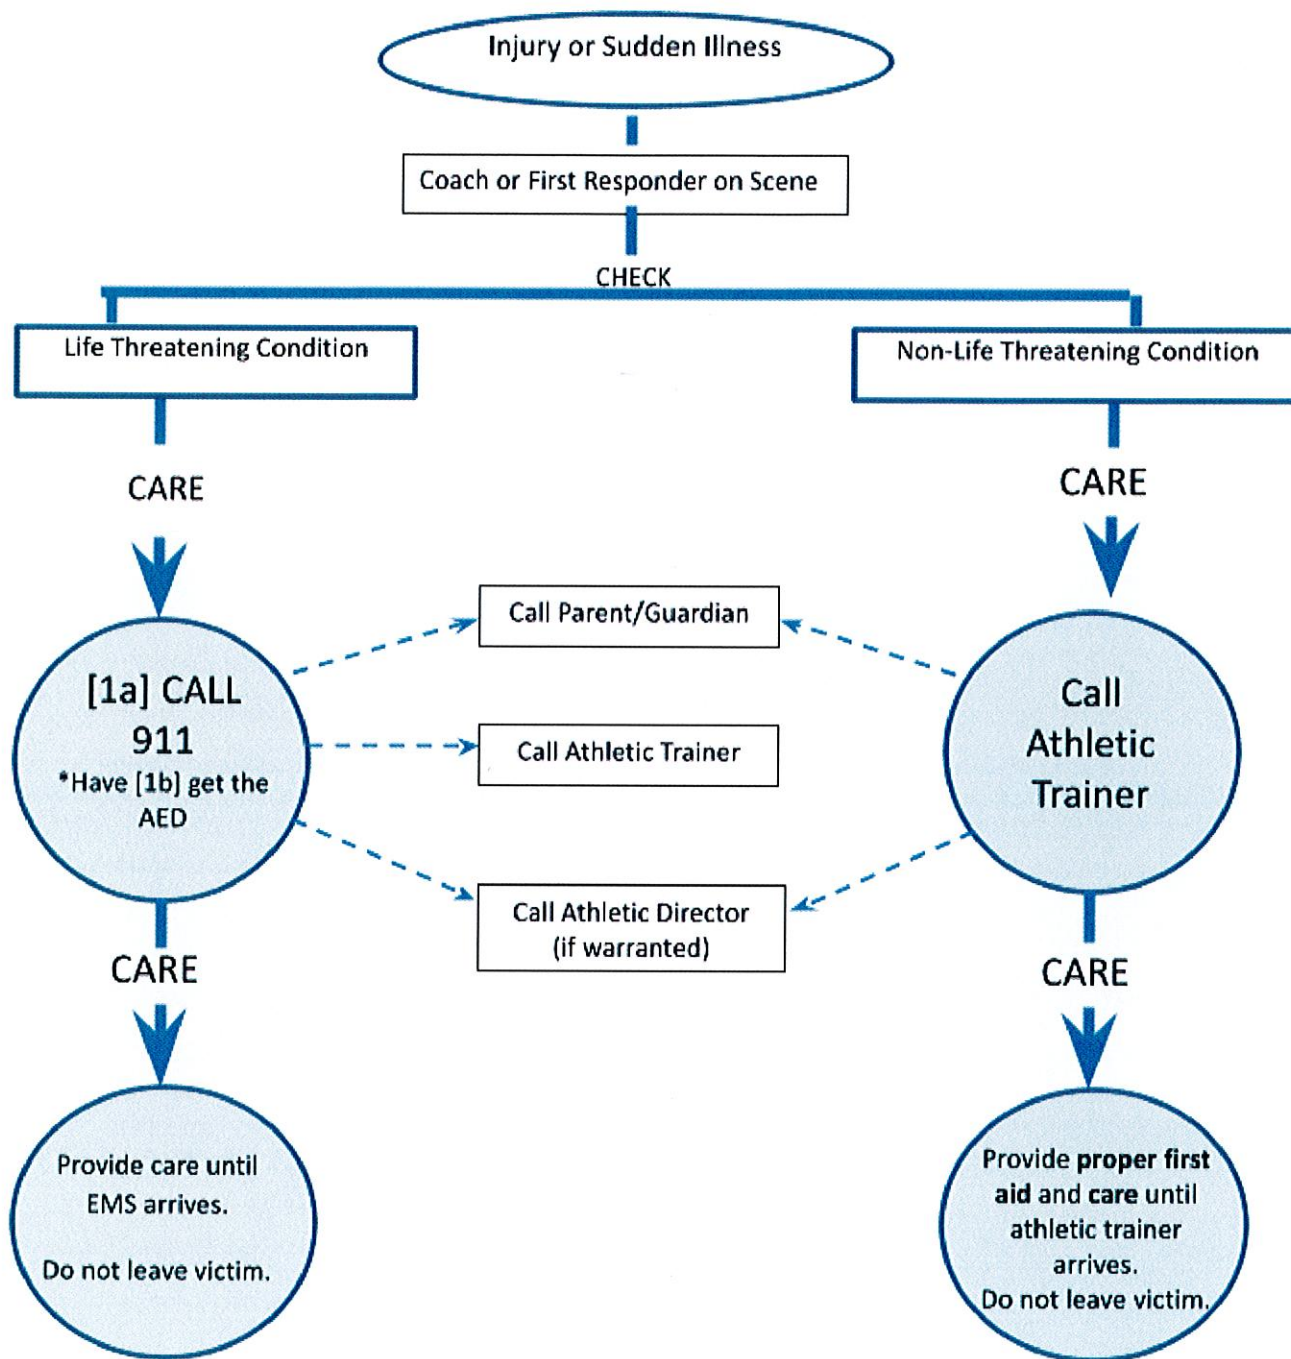 Injury or Sudden Illness
Coach or First Responder on Scene
CHECK
Life Threatening Condition
Non-Life Threatening Condition
CARE
CARE
Call Parent/Guardian
[1a] CALL
911
*Have [1b] get the
AED
Call
Athletic
Trainer
Call Athletic Trainer
Call Athletic Director
(if warranted)
CARE
CARE
Provide care until
EMS arrives.
Do not leave victim.
Provide proper first
aid and care until
athletic trainer
arrives.
Do not leave victim.